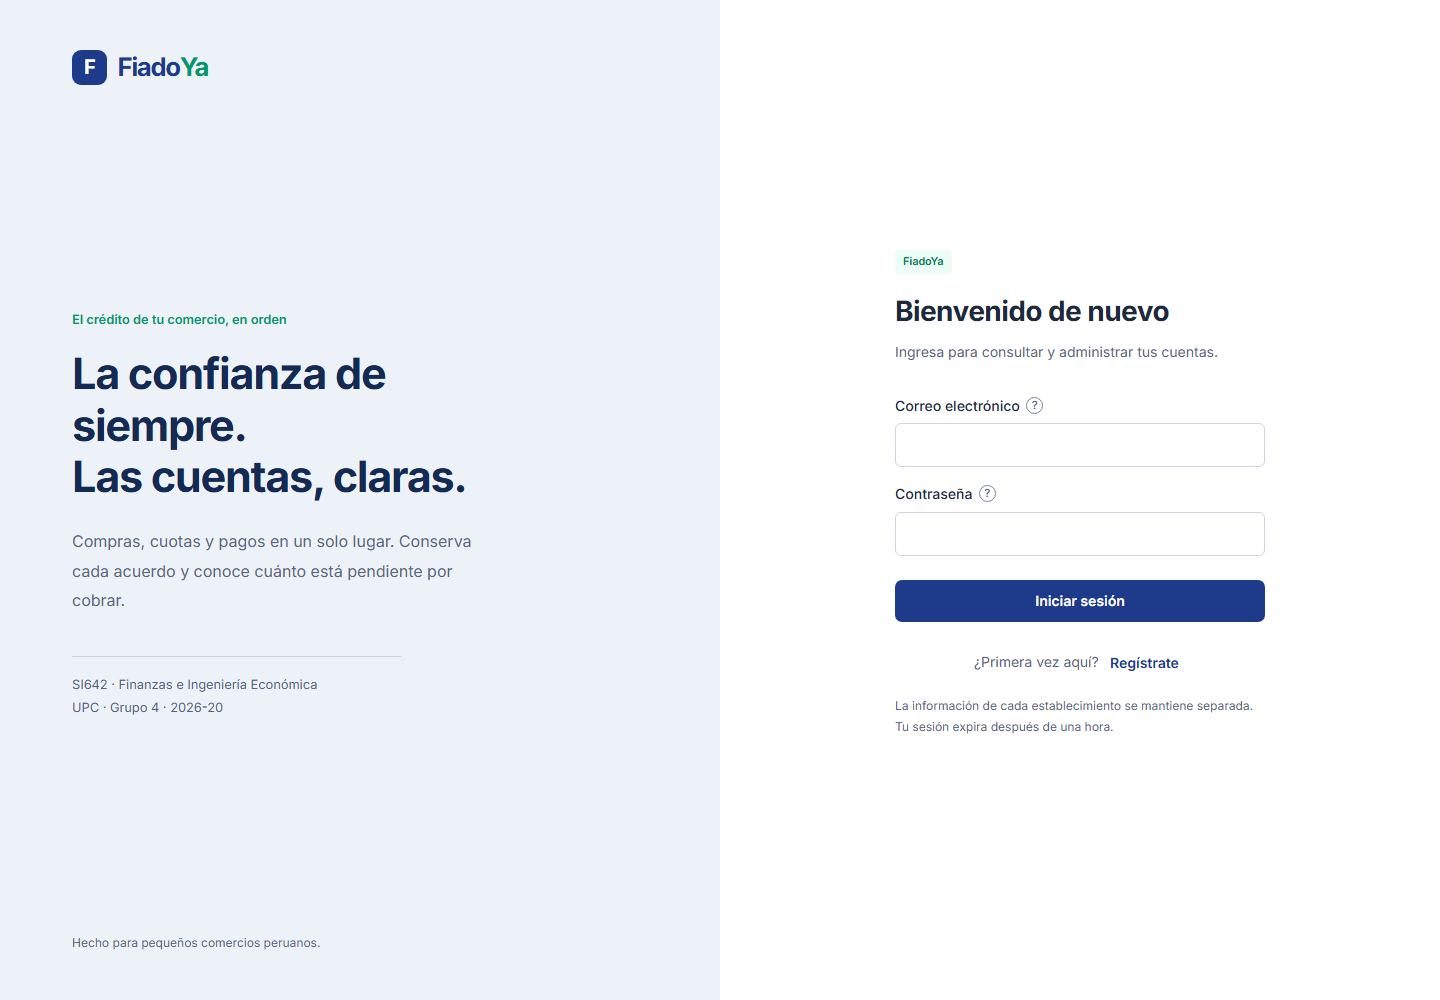 F FiadoYa
El crédito de tu comercio, en orden
La confianza de
siempre.
Las cuentas, claras.
Compras, cuotas y pagos en un solo lugar. Conserva
cada acuerdo y conoce cuánto está pendiente por
cobrar.
SI642 · Finanzas e Ingeniería Económica
UPC · Grupo 4 · 2026-20
Hecho para pequeños comercios peruanos.
FiadoYa
Bienvenido de nuevo
Ingresa para consultar y administrar tus cuentas.
Correo electrónico ?
Contraseña ?
Iniciar sesión
¿Primera vez aquí? Regístrate
La información de cada establecimiento se mantiene separada.
Tu sesión expira después de una hora.